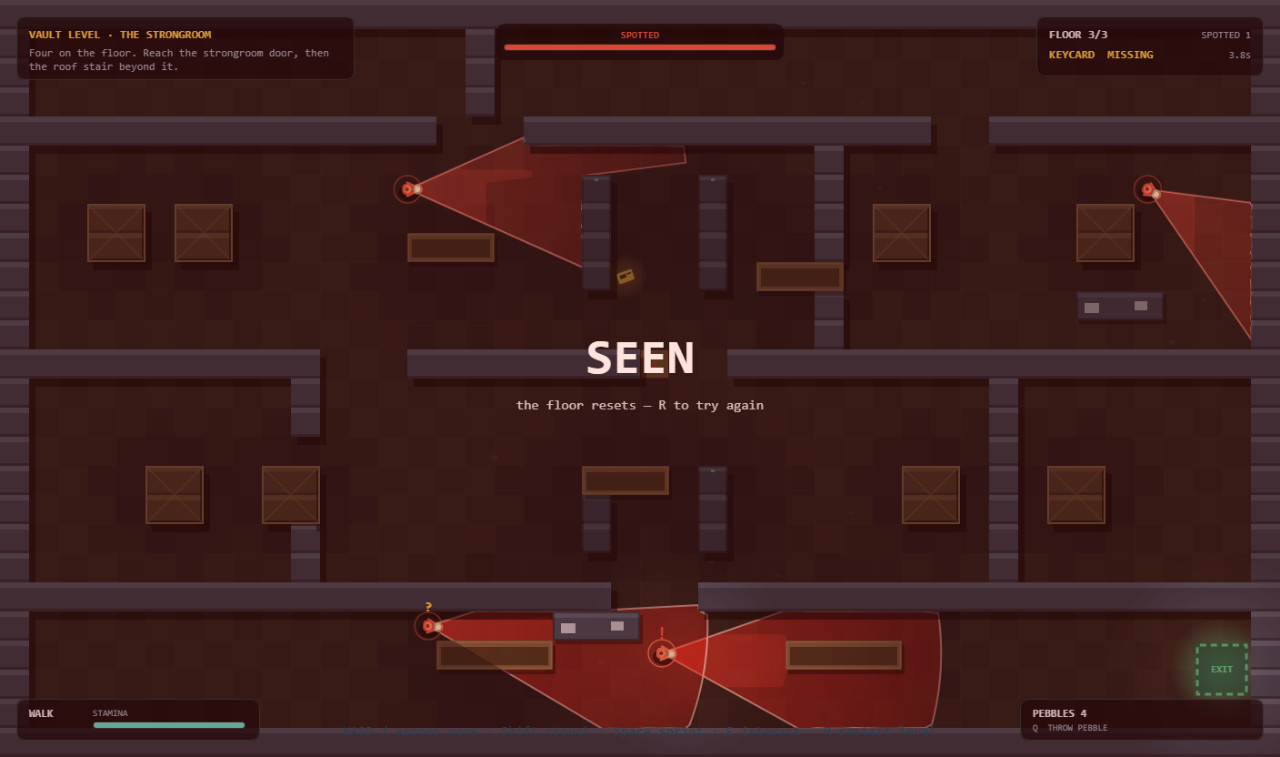 VAULT LEVEL · THE STRONGROOM
Four on the floor. Reach the strongroom door, then
the roof stair beyond it.
SPOTTED
FLOOR 3/3
SPOTTED 1
KEYCARD MISSING
3.8s
SEEN
the floor resets — R to try again
?
!
EXIT
WALK
STAMINA
PEBBLES 4
Q THROW PEBBLE